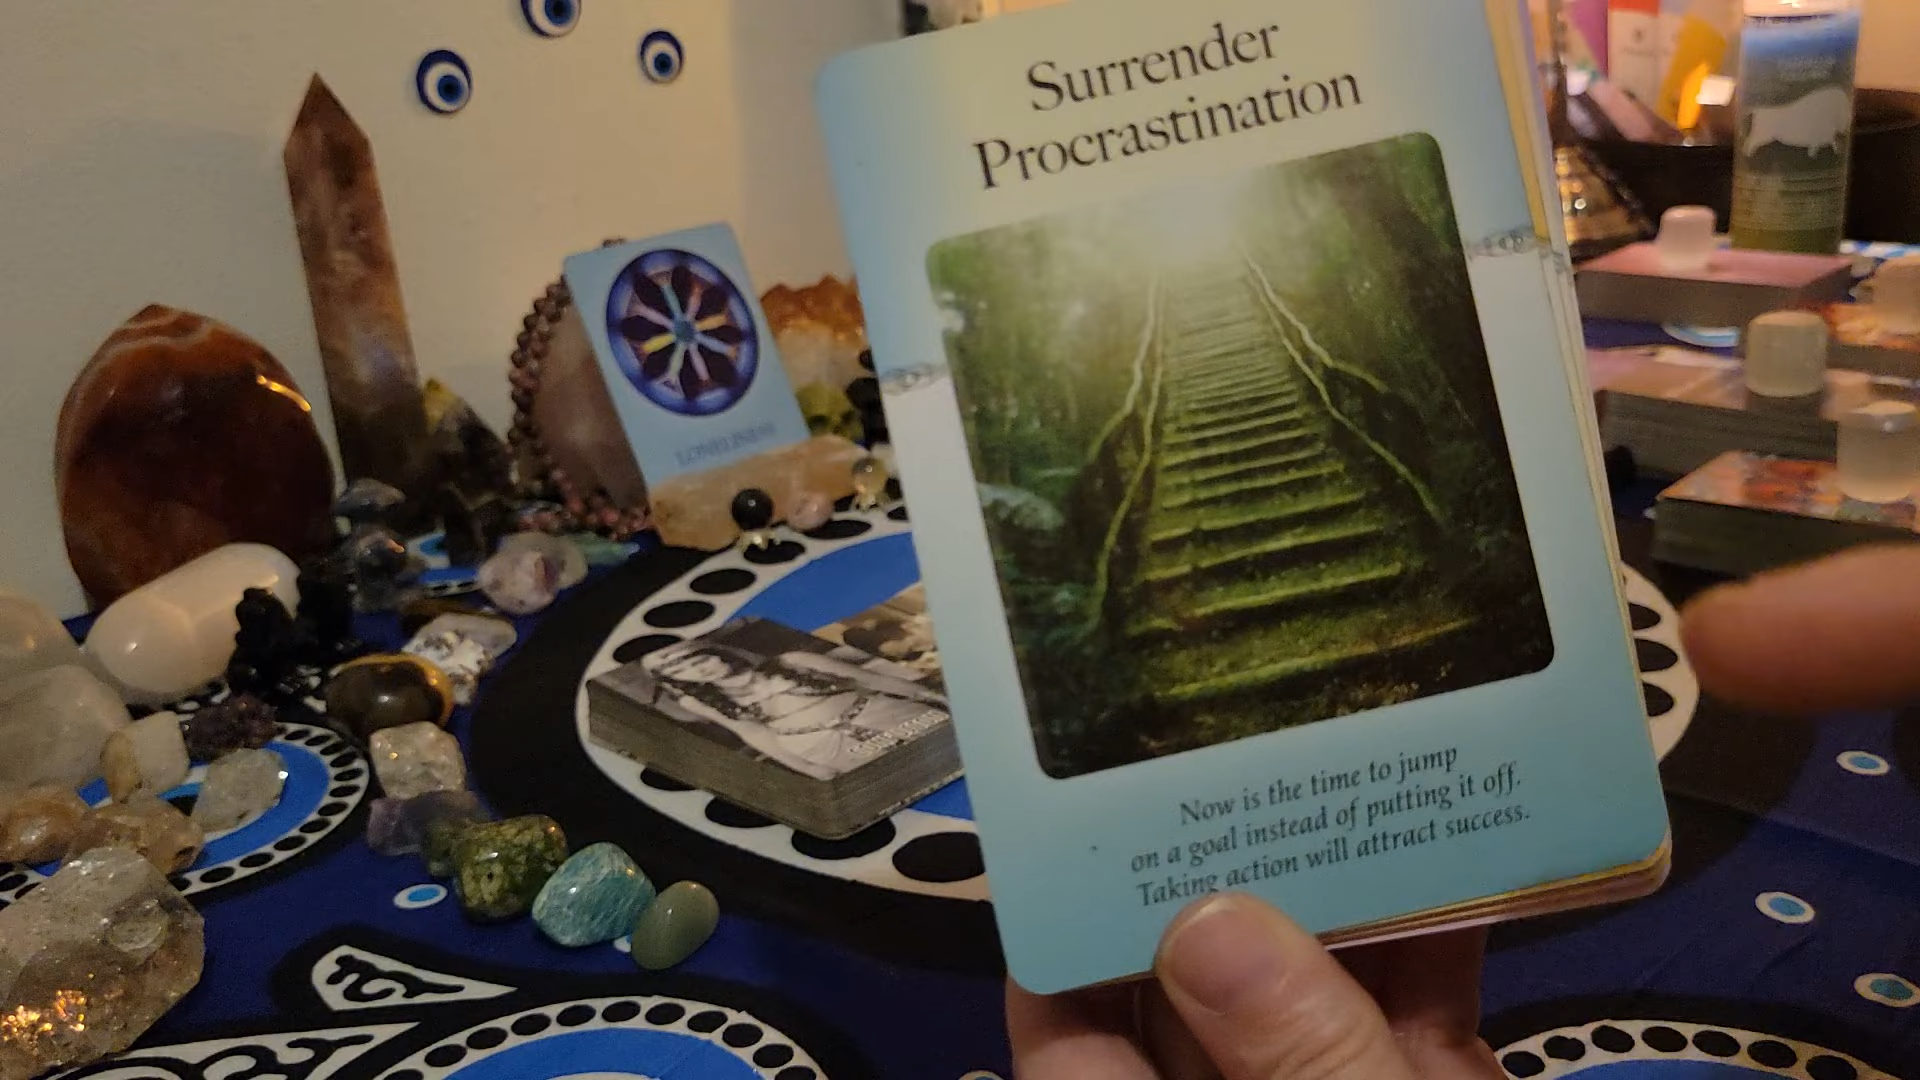 Surrender
Procrastination
LONELINESS
Now is the time to jump
on a goal instead of putting it off.
Taking action will attract success.